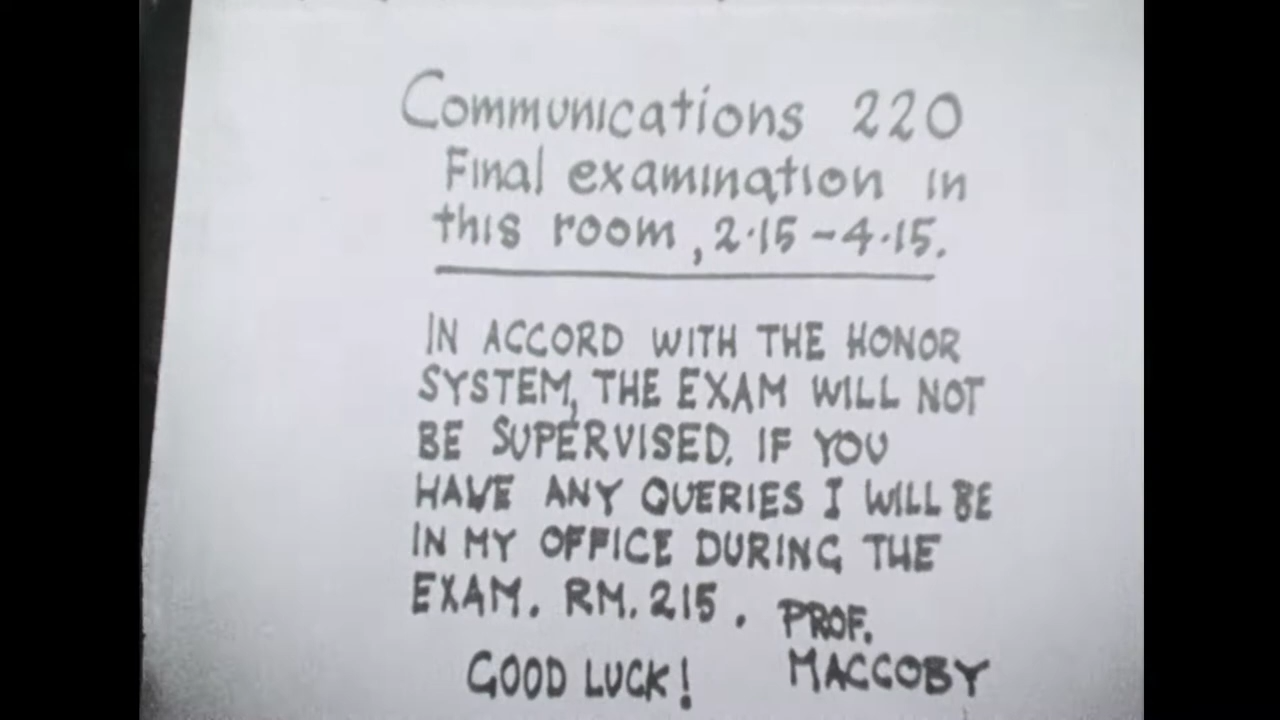 Communications 220
Final examination in
this room, 2·15-4·15.
IN ACCORD WITH THE HONOR
SYSTEM, THE EXAM WILL NOT
BE SUPERVISED. IF YOU
HAVE ANY QUERIES I WILL BE
IN MY OFFICE DURING THE
EXAM. RM. 215. PROF.
GOOD LUCK! MACCOBY